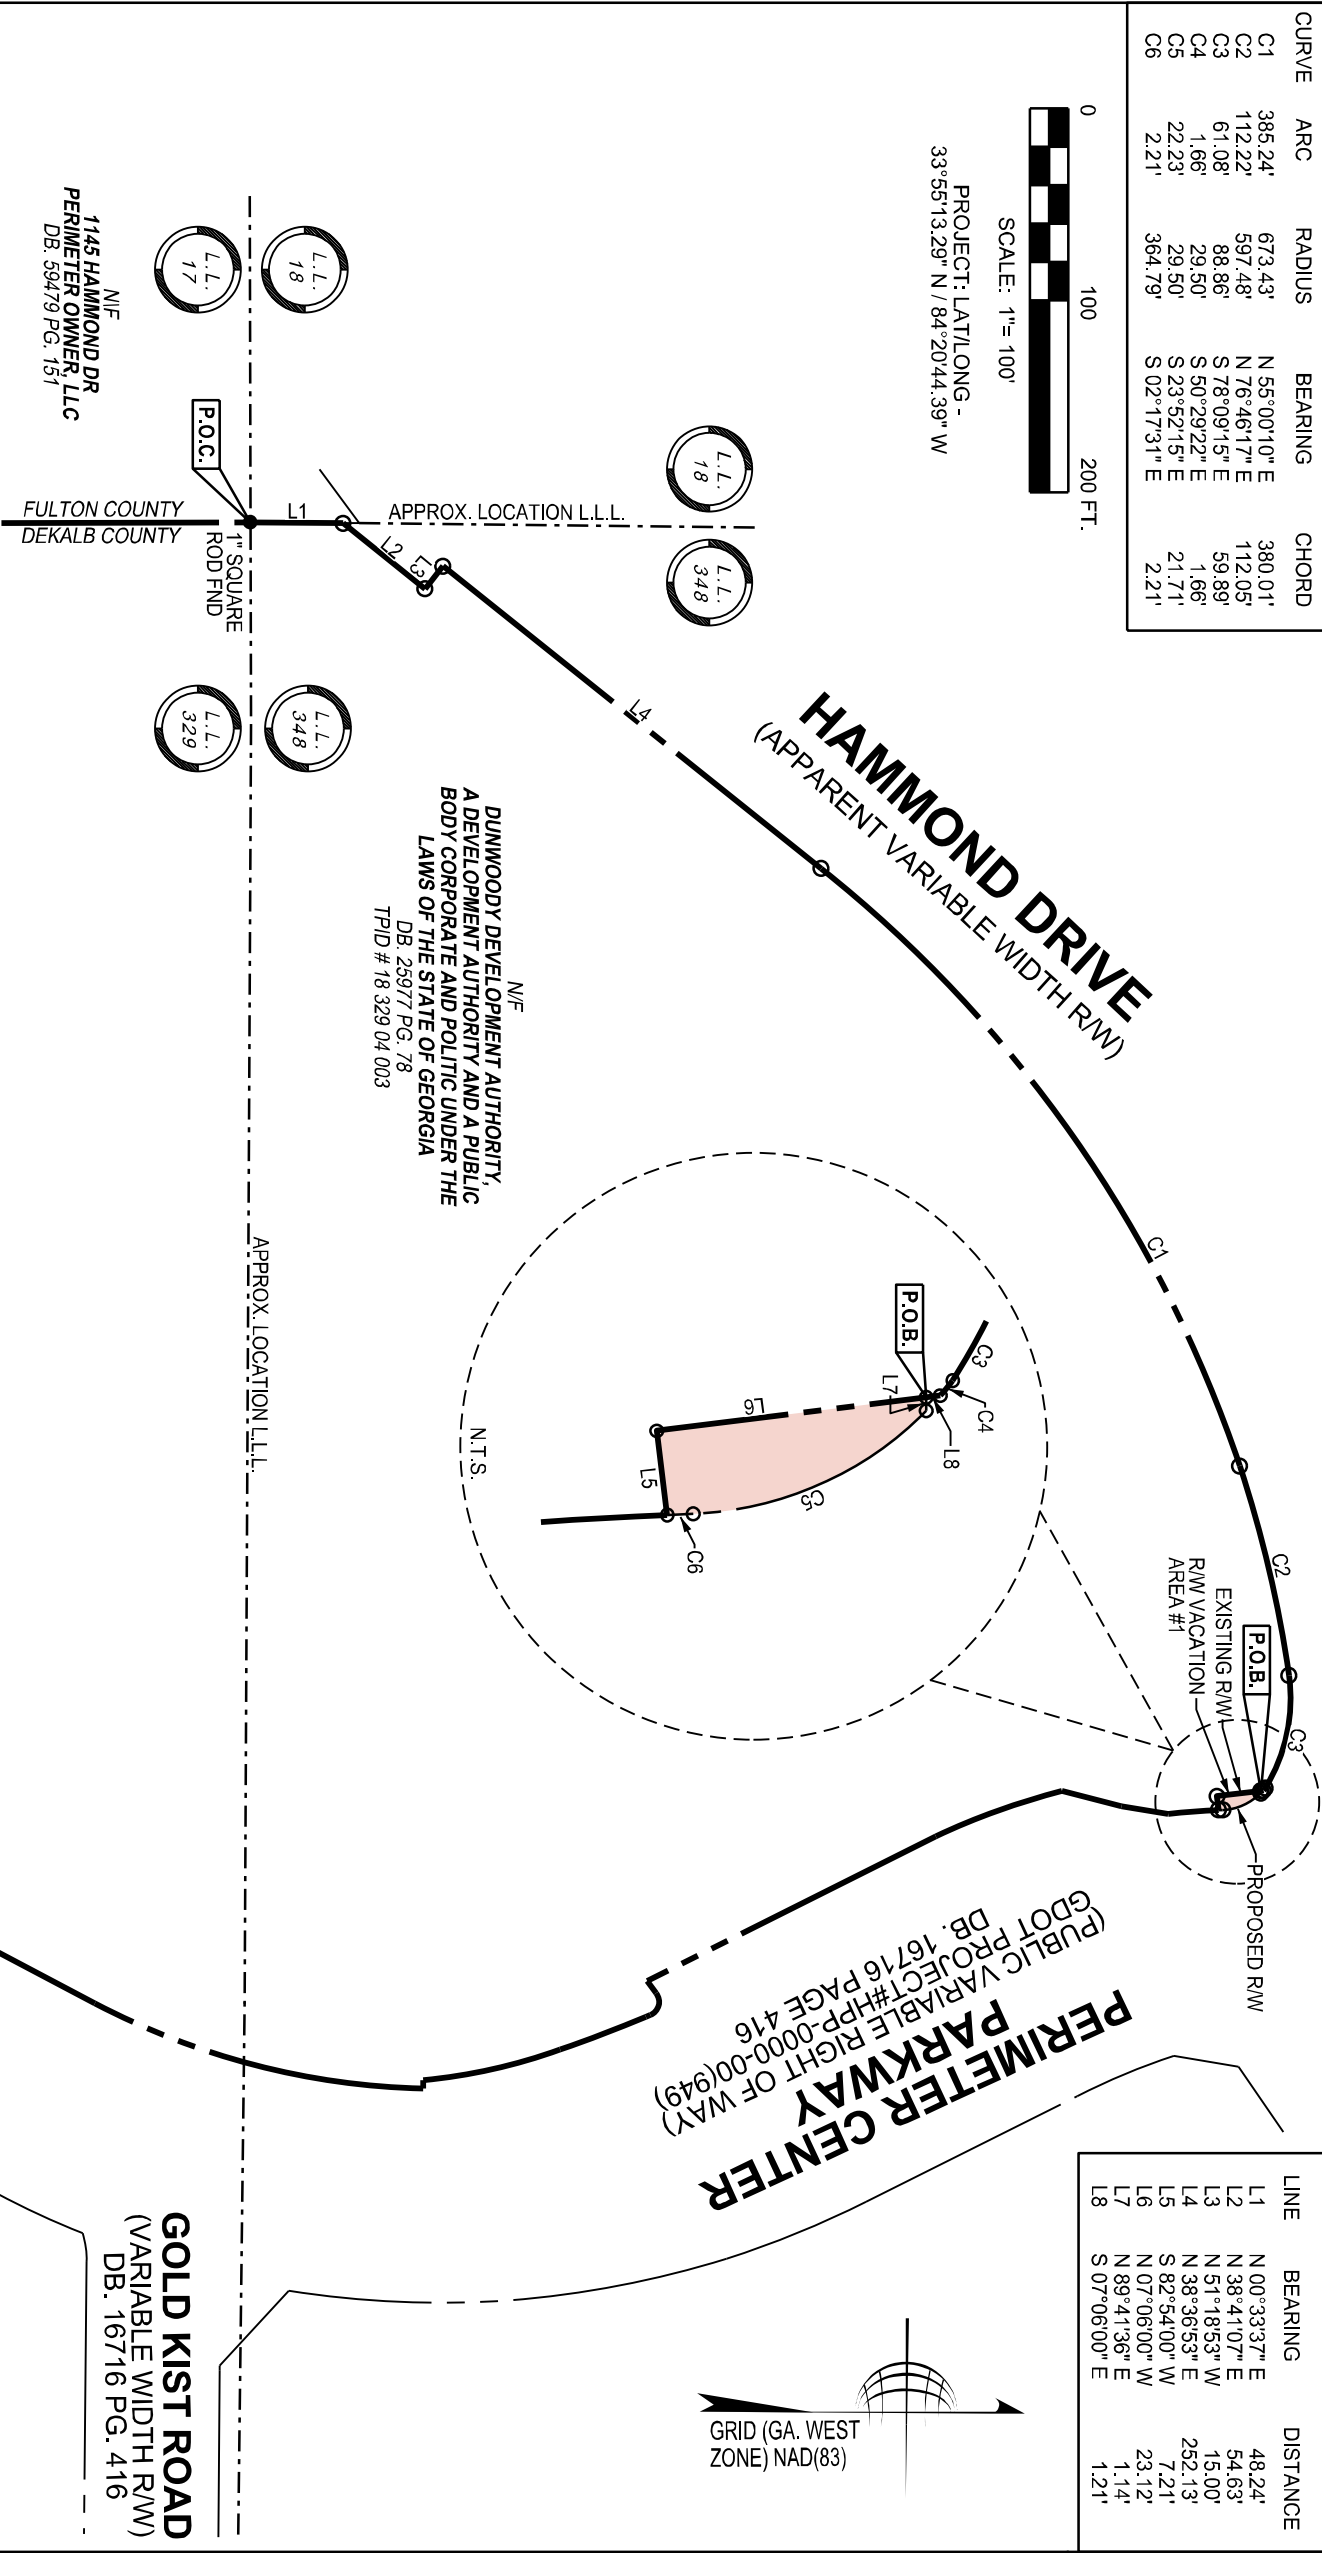 CURVE ARC RADIUS BEARING CHORD
C1 385.24' 673.43' N 55°00'10" E 380.01'
C2 112.22' 597.48' N 76°46'17" E 112.05'
C3 61.08' 88.86' S 78°09'15" E 59.89'
C4 1.66' 29.50' S 50°29'22" E 1.66'
C5 22.23' 29.50' S 23°52'15" E 21.71'
C6 2.21' 364.79' S 02°17'31" E 2.21'
LINE BEARING DISTANCE
L1 N 00°33'37" E 48.24'
L2 N 38°41'07" E 54.63'
L3 N 51°18'53" W 15.00'
L4 N 38°36'53" E 252.13'
L5 S 82°54'00" W 7.21'
L6 N 07°06'00" W 23.12'
L7 N 89°41'36" E 1.14'
L8 S 07°06'00" E 1.21'
0 100 200 FT.
SCALE: 1"= 100'
PROJECT: LAT/LONG -
33°55'13.29" N / 84°20'44.39" W
HAMMOND DRIVE
(APPARENT VARIABLE WIDTH R/W)
C1
C2
C3
P.O.B.
EXISTING R/W
R/W VACATION
AREA #1
PROPOSED R/W
L.L.
18
L.L.
348
APPROX. LOCATION L.L.L.
L1
L2
L3
L4
L.L.
18
L.L.
17
L.L.
348
L.L.
329
P.O.C.
1" SQUARE
ROD FND
FULTON COUNTY
DEKALB COUNTY
N\F
1145 HAMMOND DR
PERIMETER OWNER, LLC
DB. 59479 PG. 151
N/F
DUNWOODY DEVELOPMENT AUTHORITY,
A DEVELOPMENT AUTHORITY AND A PUBLIC
BODY CORPORATE AND POLITIC UNDER THE
LAWS OF THE STATE OF GEORGIA
DB. 25977 PG. 78
TPID # 18 329 04 003
APPROX. LOCATION L.L.L.
C3
P.O.B.
C4
L7
L8
L6
C5
L5
C6
N.T.S.
PERIMETER CENTER
PARKWAY
(PUBLIC VARIABLE RIGHT OF WAY)
GDOT PROJECT#HPP-0000-00(949)
DB. 16716 PAGE 416
GRID (GA. WEST
ZONE) NAD(83)
GOLD KIST ROAD
(VARIABLE WIDTH R/W)
DB. 16716 PG. 416